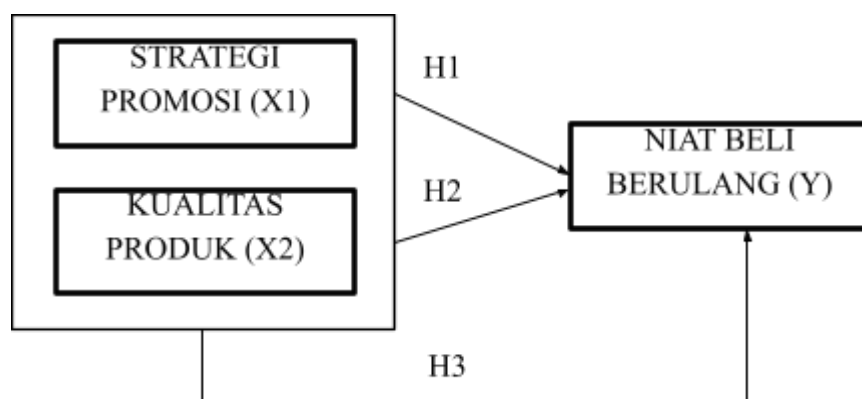 STRATEGI
PROMOSI (X1)
H1
NIAT BELI
BERULANG (Y)
KUALITAS
PRODUK (X2)
H2
H3